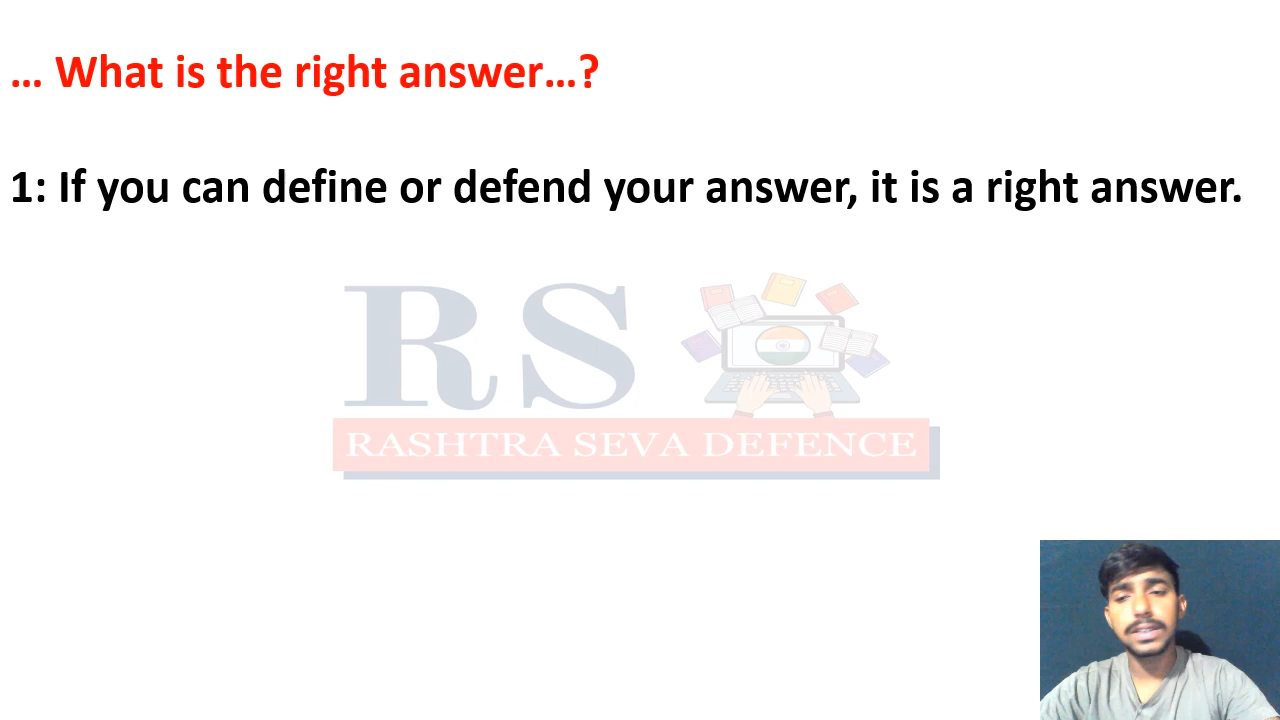 … What is the right answer…?
1: If you can define or defend your answer, it is a right answer.
RS
RASHTRA SEVA DEFENCE